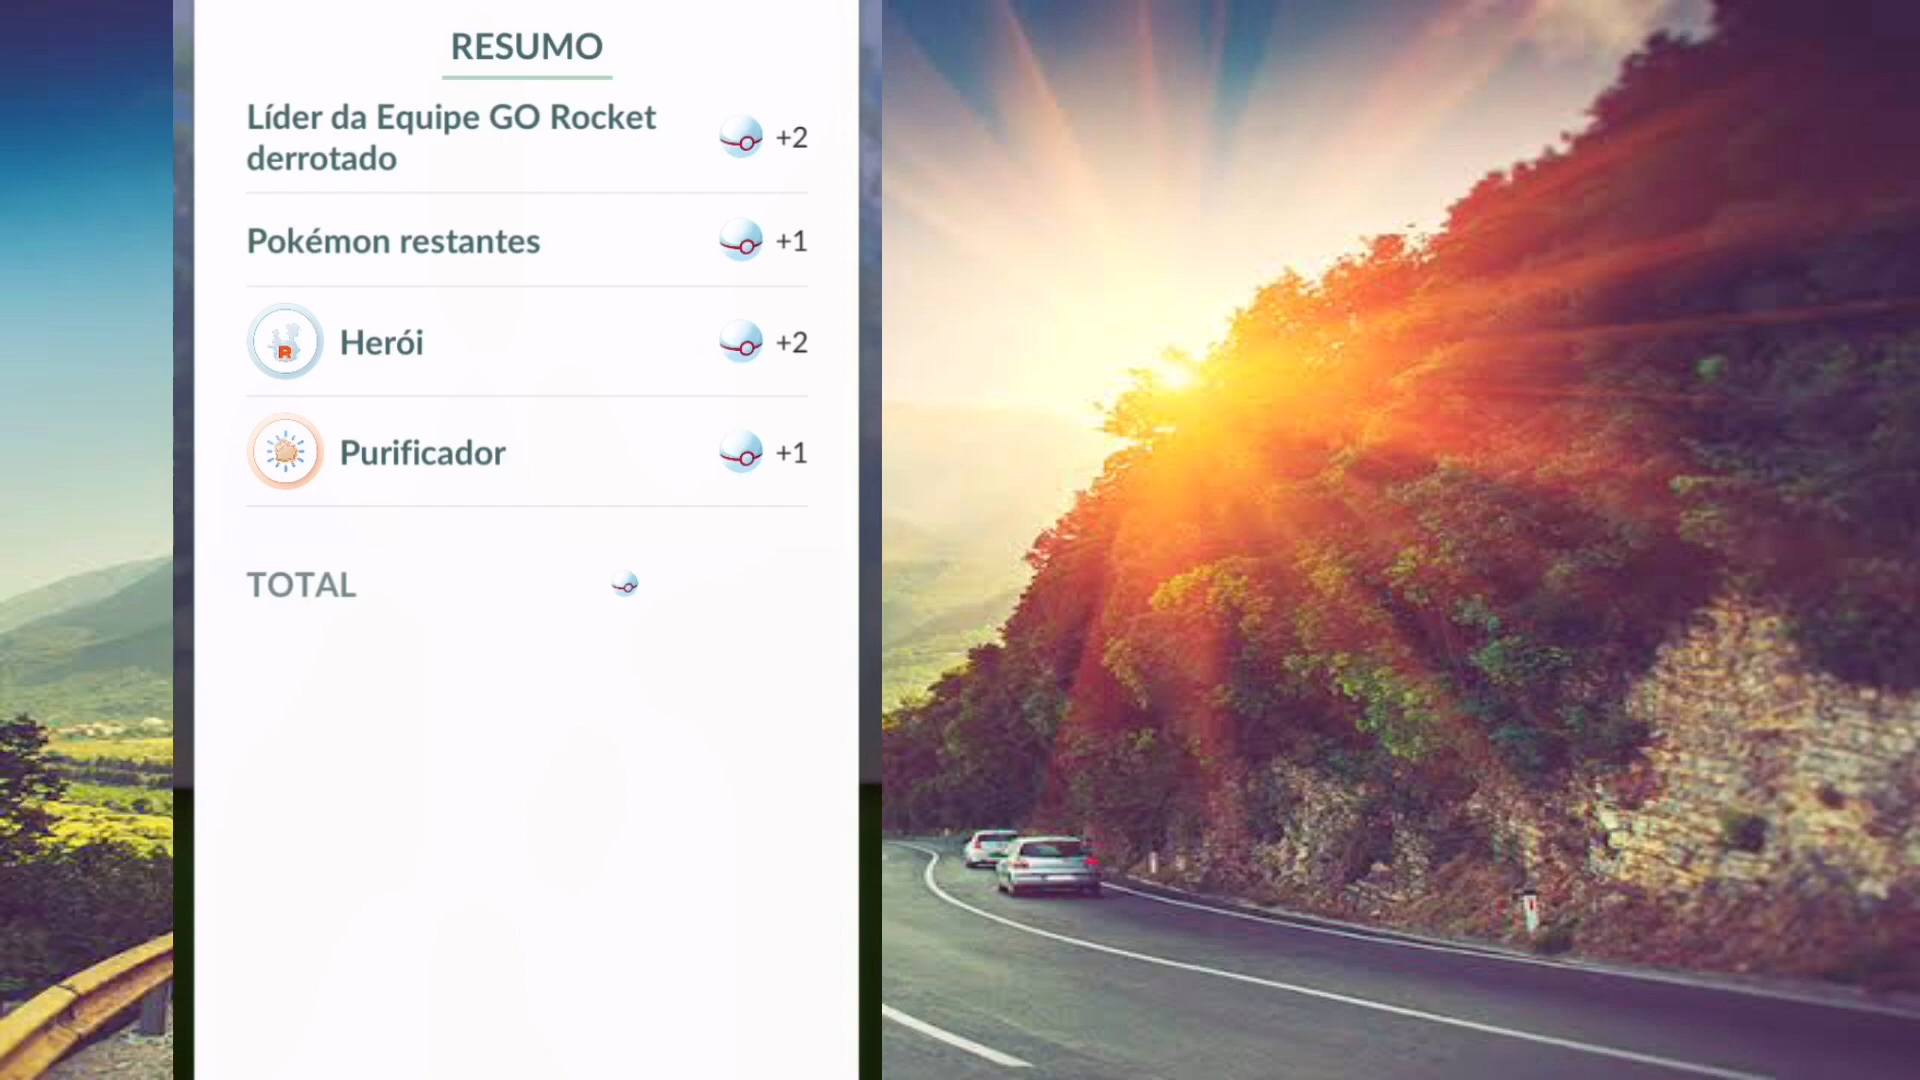 RESUMO
Líder da Equipe GO Rocket
derrotado
+2
Pokémon restantes
+1
R
Herói
+2
Purificador
+1
TOTAL